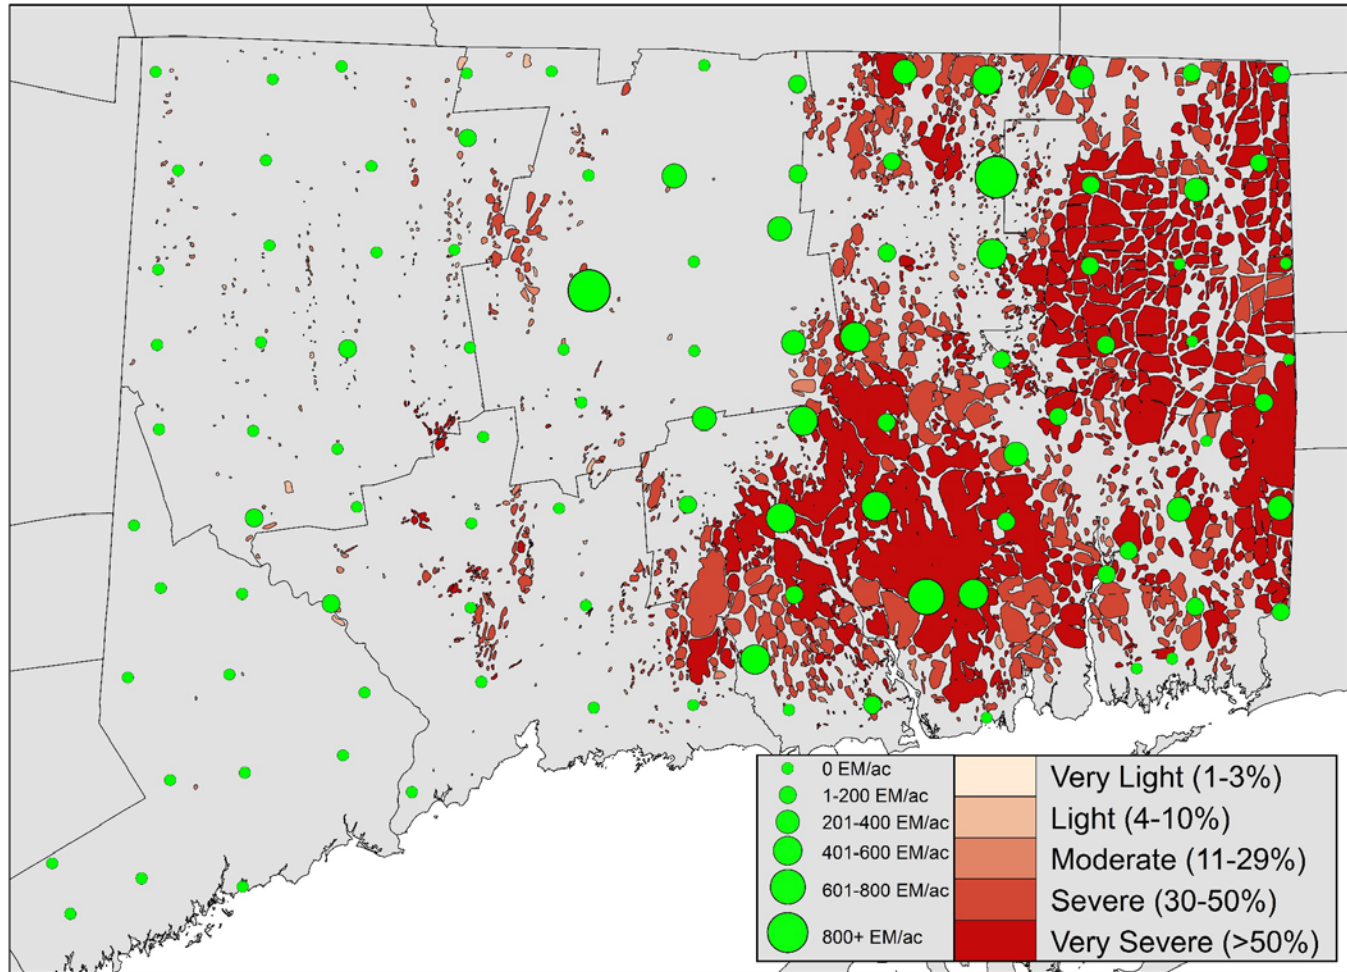 0 EM/ac
1-200 EM/ac
201-400 EM/ac
401-600 EM/ac
601-800 EM/ac
800+ EM/ac
Very Light (1-3%)
Light (4-10%)
Moderate (11-29%)
Severe (30-50%)
Very Severe (>50%)